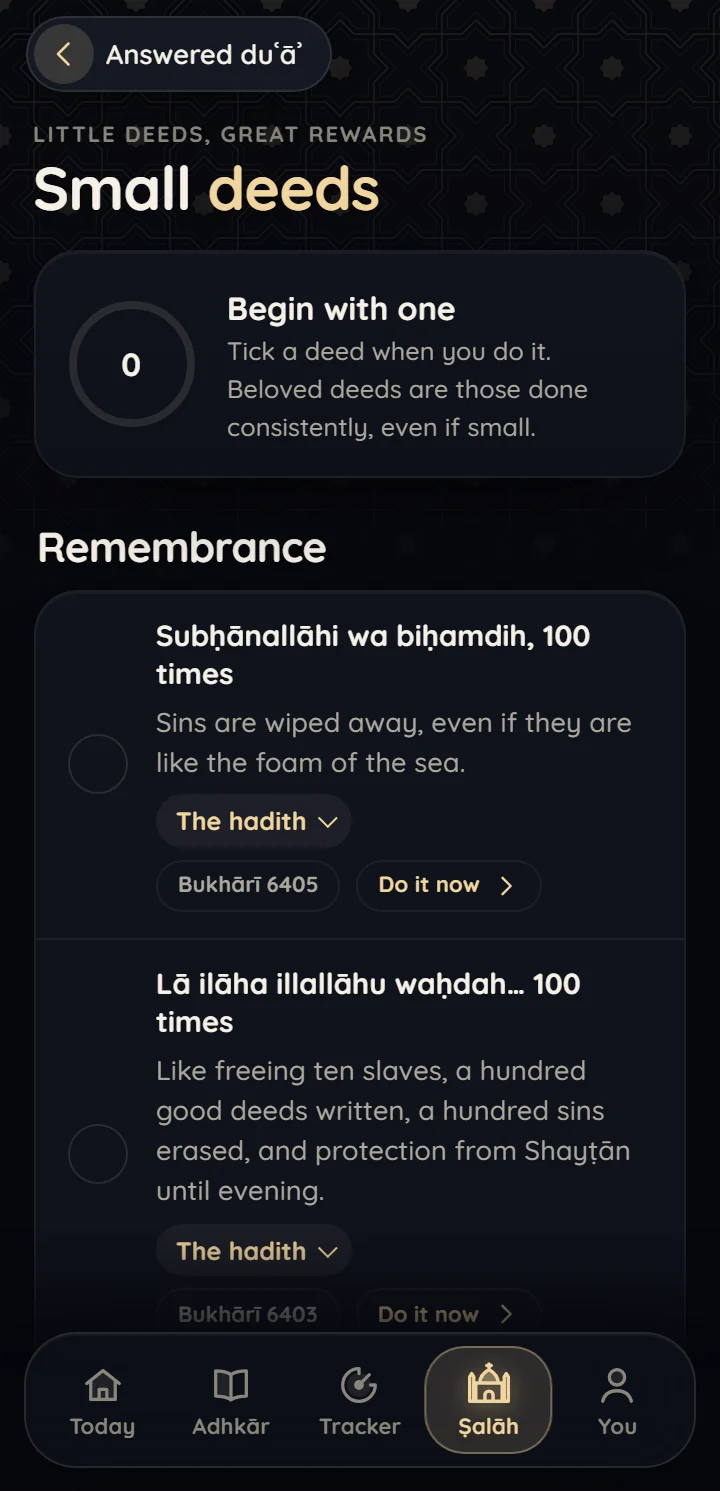 Answered duʿāʾ
LITTLE DEEDS, GREAT REWARDS
Small deeds
0
Begin with one
Tick a deed when you do it.
Beloved deeds are those done
consistently, even if small.
Remembrance
Subḥānallāhi wa biḥamdih, 100
times
Sins are wiped away, even if they are
like the foam of the sea.
The hadith
Bukhārī 6405
Do it now
Lā ilāha illallāhu waḥdah… 100
times
Like freeing ten slaves, a hundred
good deeds written, a hundred sins
erased, and protection from Shayṭān
until evening.
The hadith
Bukhārī 6403
Do it now
Today
Adhkār
Tracker
Ṣalāh
You